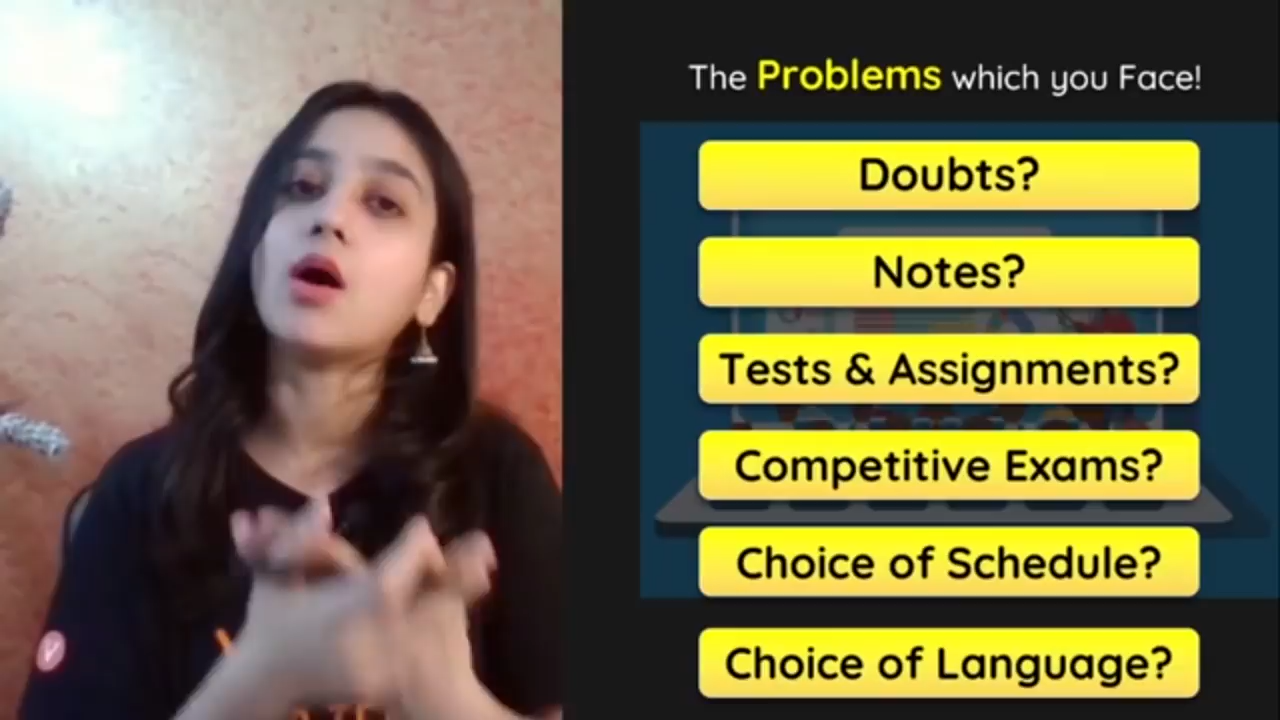 The Problems which you Face!
Doubts?
Notes?
Tests & Assignments?
Competitive Exams?
Choice of Schedule?
Choice of Language?
V